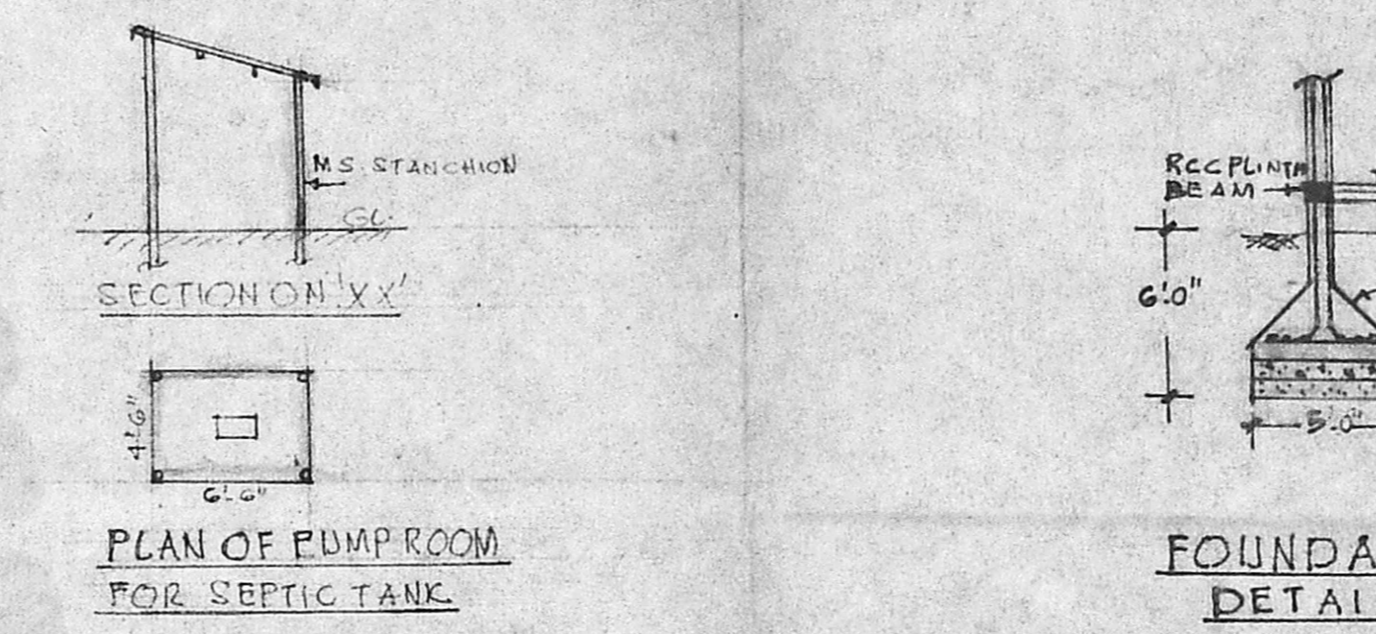 M.S. STANCHION
GL.
SECTION ON 'XX'
4'-6"
6'-6"
PLAN OF PUMP ROOM
FOR SEPTIC TANK
RCC PLINTH
BEAM
6'.0"
5'.0"
FOUNDA
DETAI